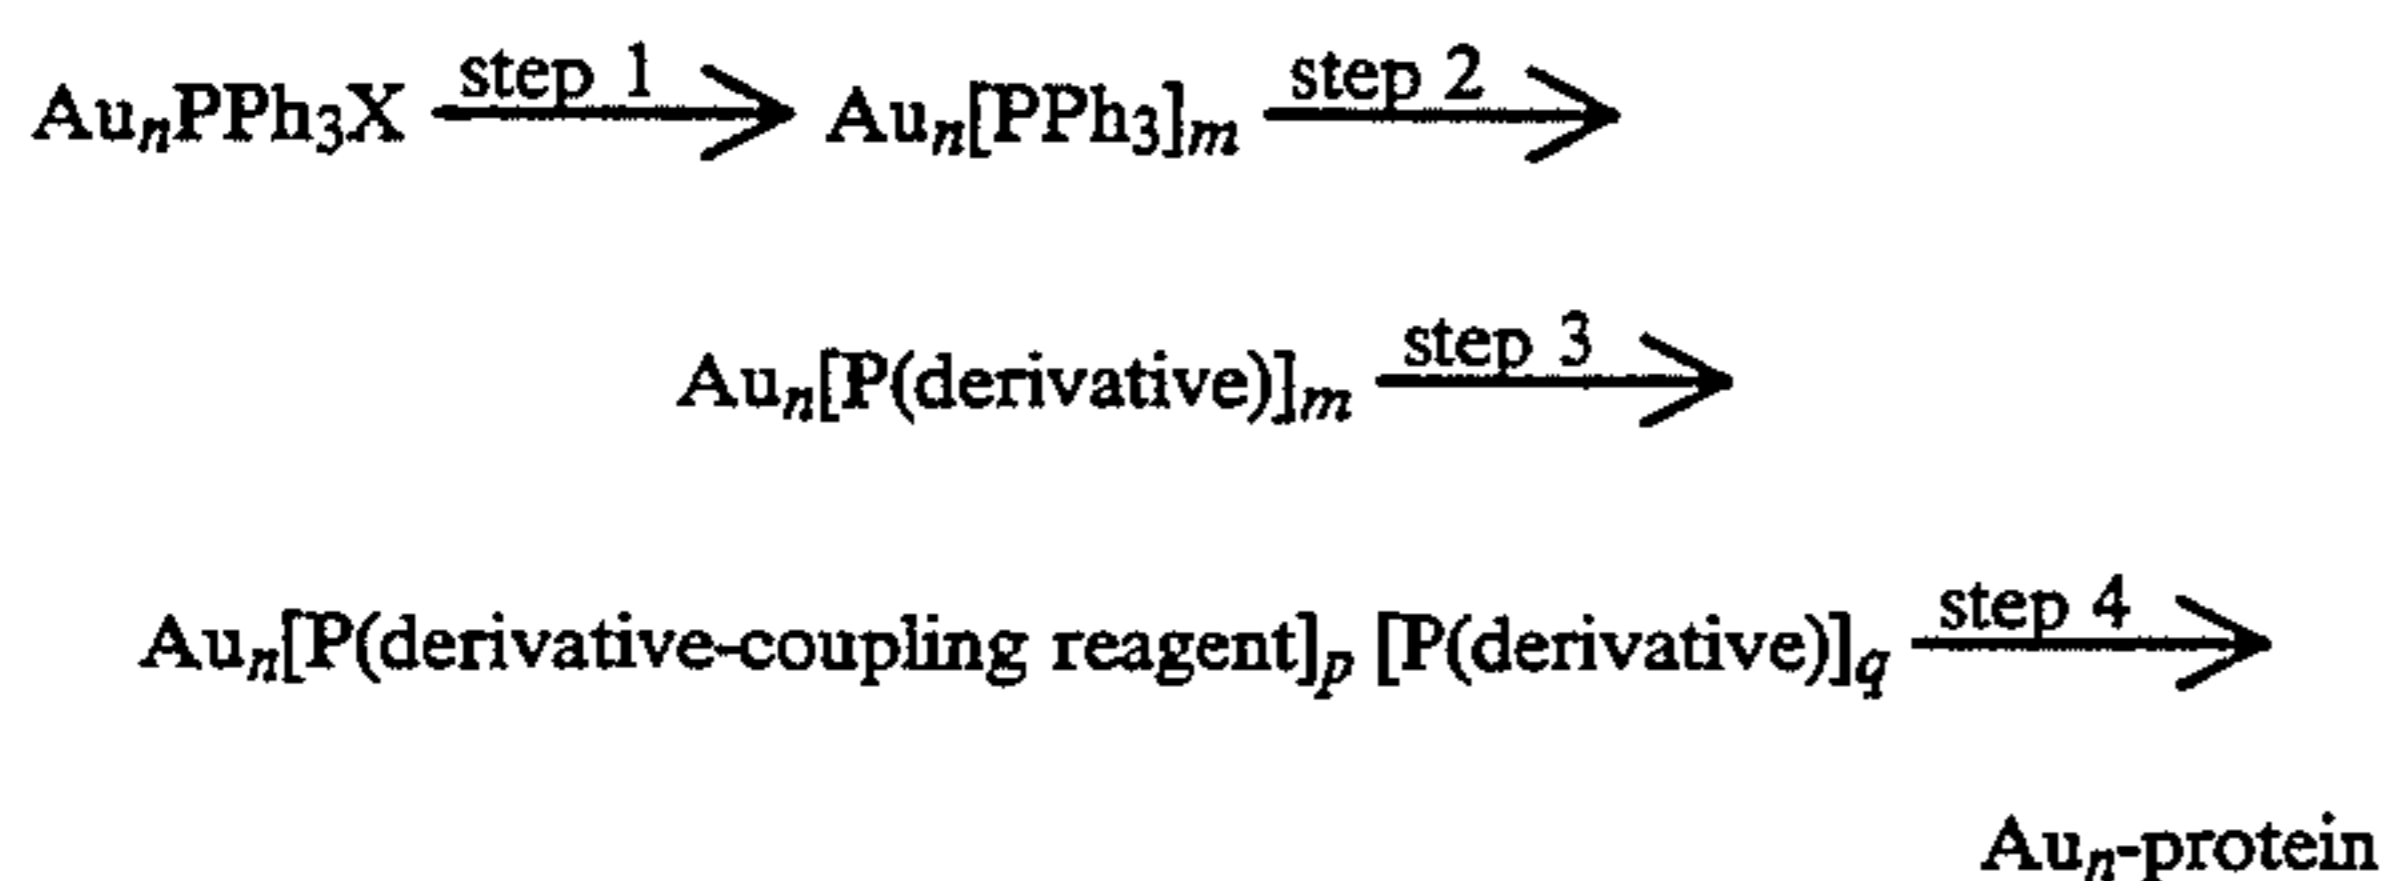 AuₙPPh₃X step 1 Auₙ[PPh₃]ₘ step 2
Auₙ[P(derivative)]ₘ step 3
Auₙ[P(derivative-coupling reagent]ₚ [P(derivative)]q step 4
Auₙ-protein